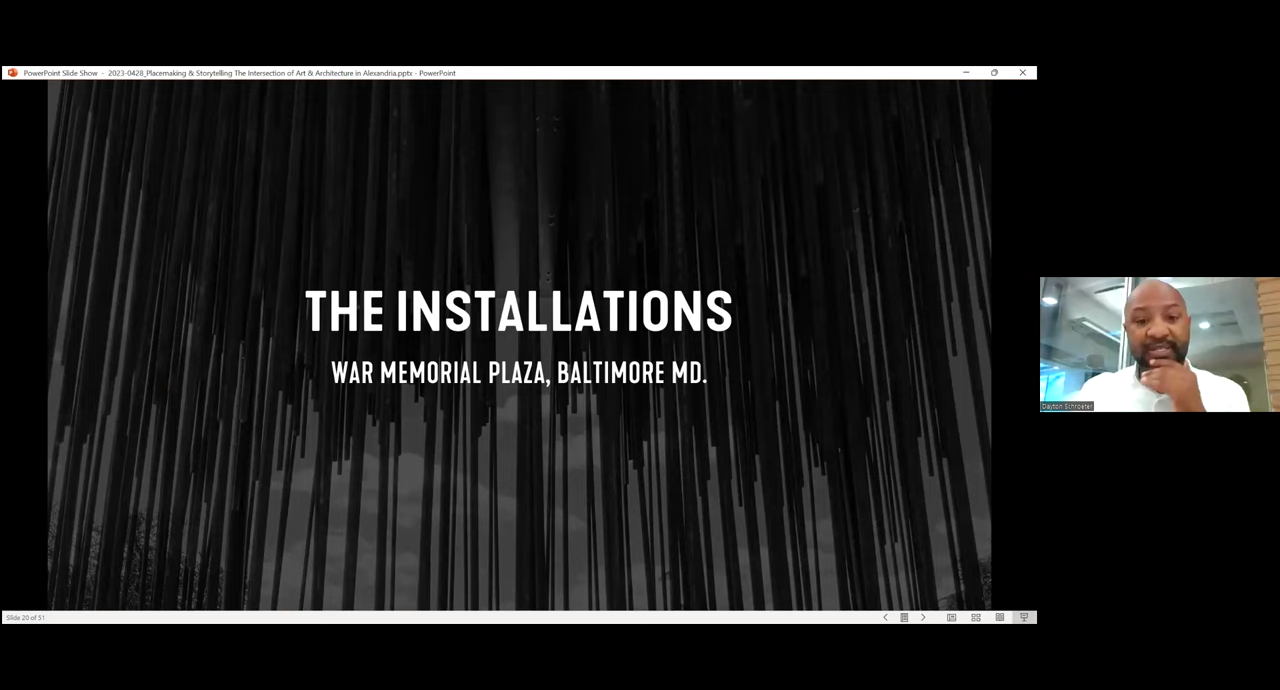 PowerPoint Slide Show - 2023-0428_Placemaking & Storytelling The Intersection of Art & Architecture in Alexandria.pptx - PowerPoint
THE INSTALLATIONS
WAR MEMORIAL PLAZA, BALTIMORE MD.
Dayton Schroeter
Slide 20 of 51